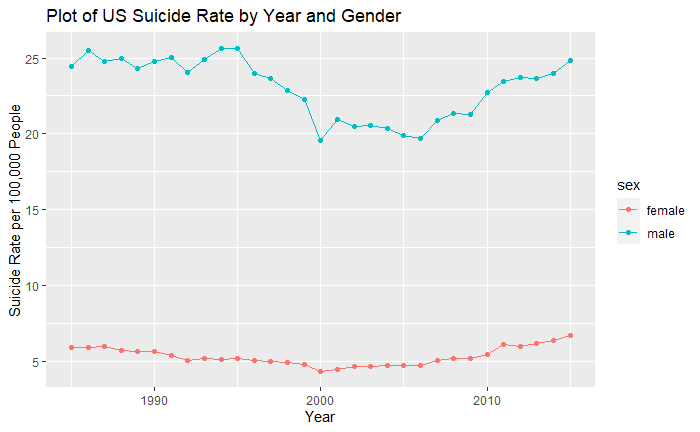 Plot of US Suicide Rate by Year and Gender
Suicide Rate per 100,000 People
25
20
15
10
5
1990
2000
2010
Year
sex
female
male